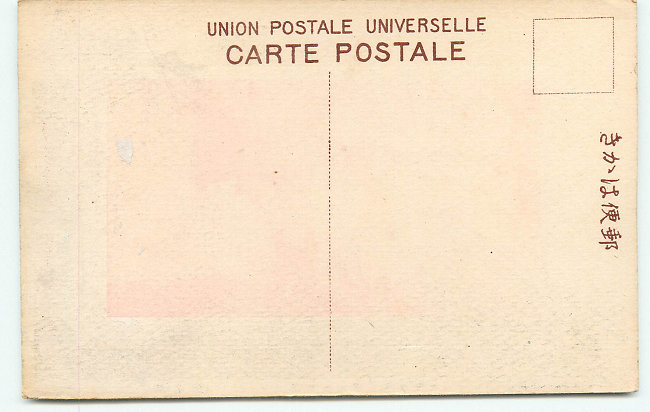 UNION POSTALE UNIVERSELLE
CARTE POSTALE
きかは便郵